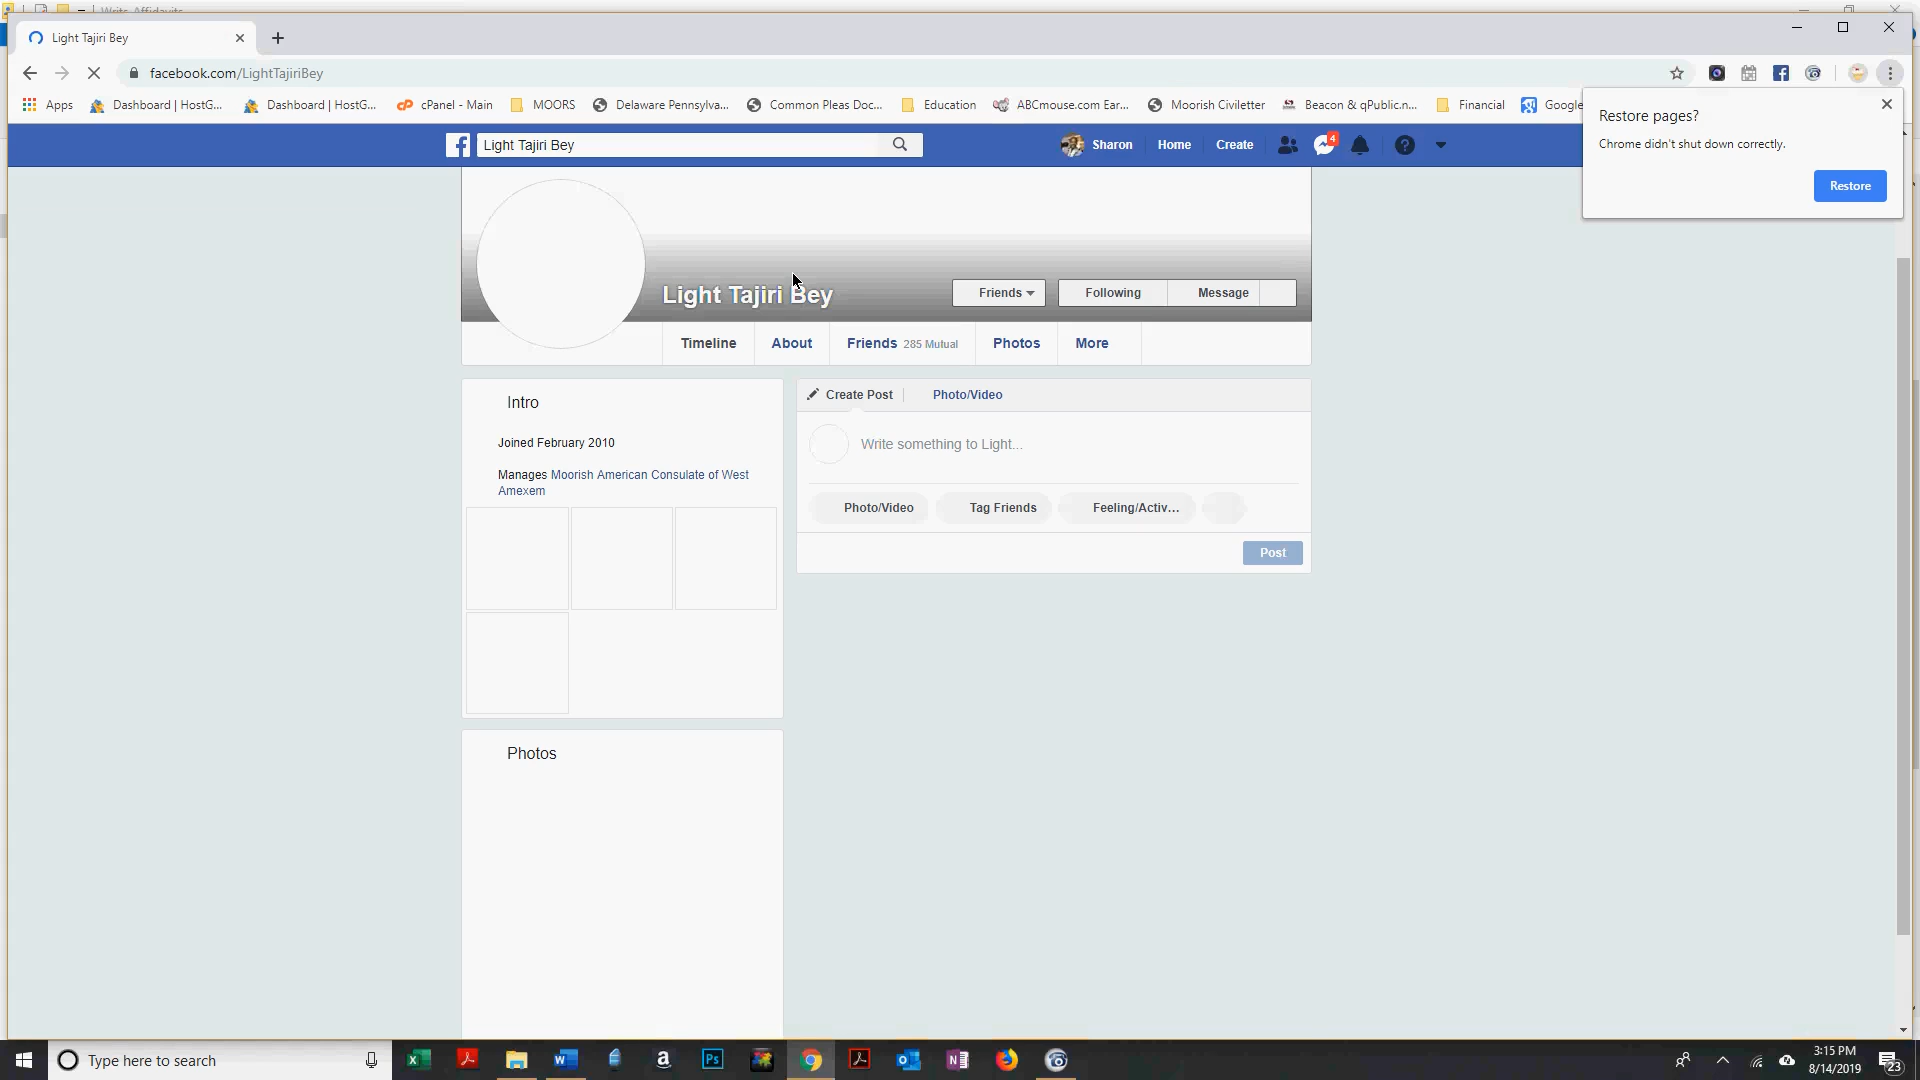 Write Affidavits
Light Tajiri Bey
facebook.com/LightTajiriBey
Apps
Dashboard | HostG...
Dashboard | HostG...
cPanel - Main
MOORS
Delaware Pennsylva...
Common Pleas Doc...
Education
ABCmouse.com Ear...
Moorish Civiletter
Beacon & qPublic.n...
Financial
Google
Restore pages?
Chrome didn't shut down correctly.
Restore
Light Tajiri Bey
Sharon
Home
Create
4
Light Tajiri Bey
Friends
Following
Message
Timeline
About
Friends 285 Mutual
Photos
More
Intro
Joined February 2010
Manages Moorish American Consulate of West
Amexem
Create Post
Photo/Video
Write something to Light...
Photo/Video
Tag Friends
Feeling/Activ...
Post
Photos
Type here to search
3:15 PM
8/14/2019
23